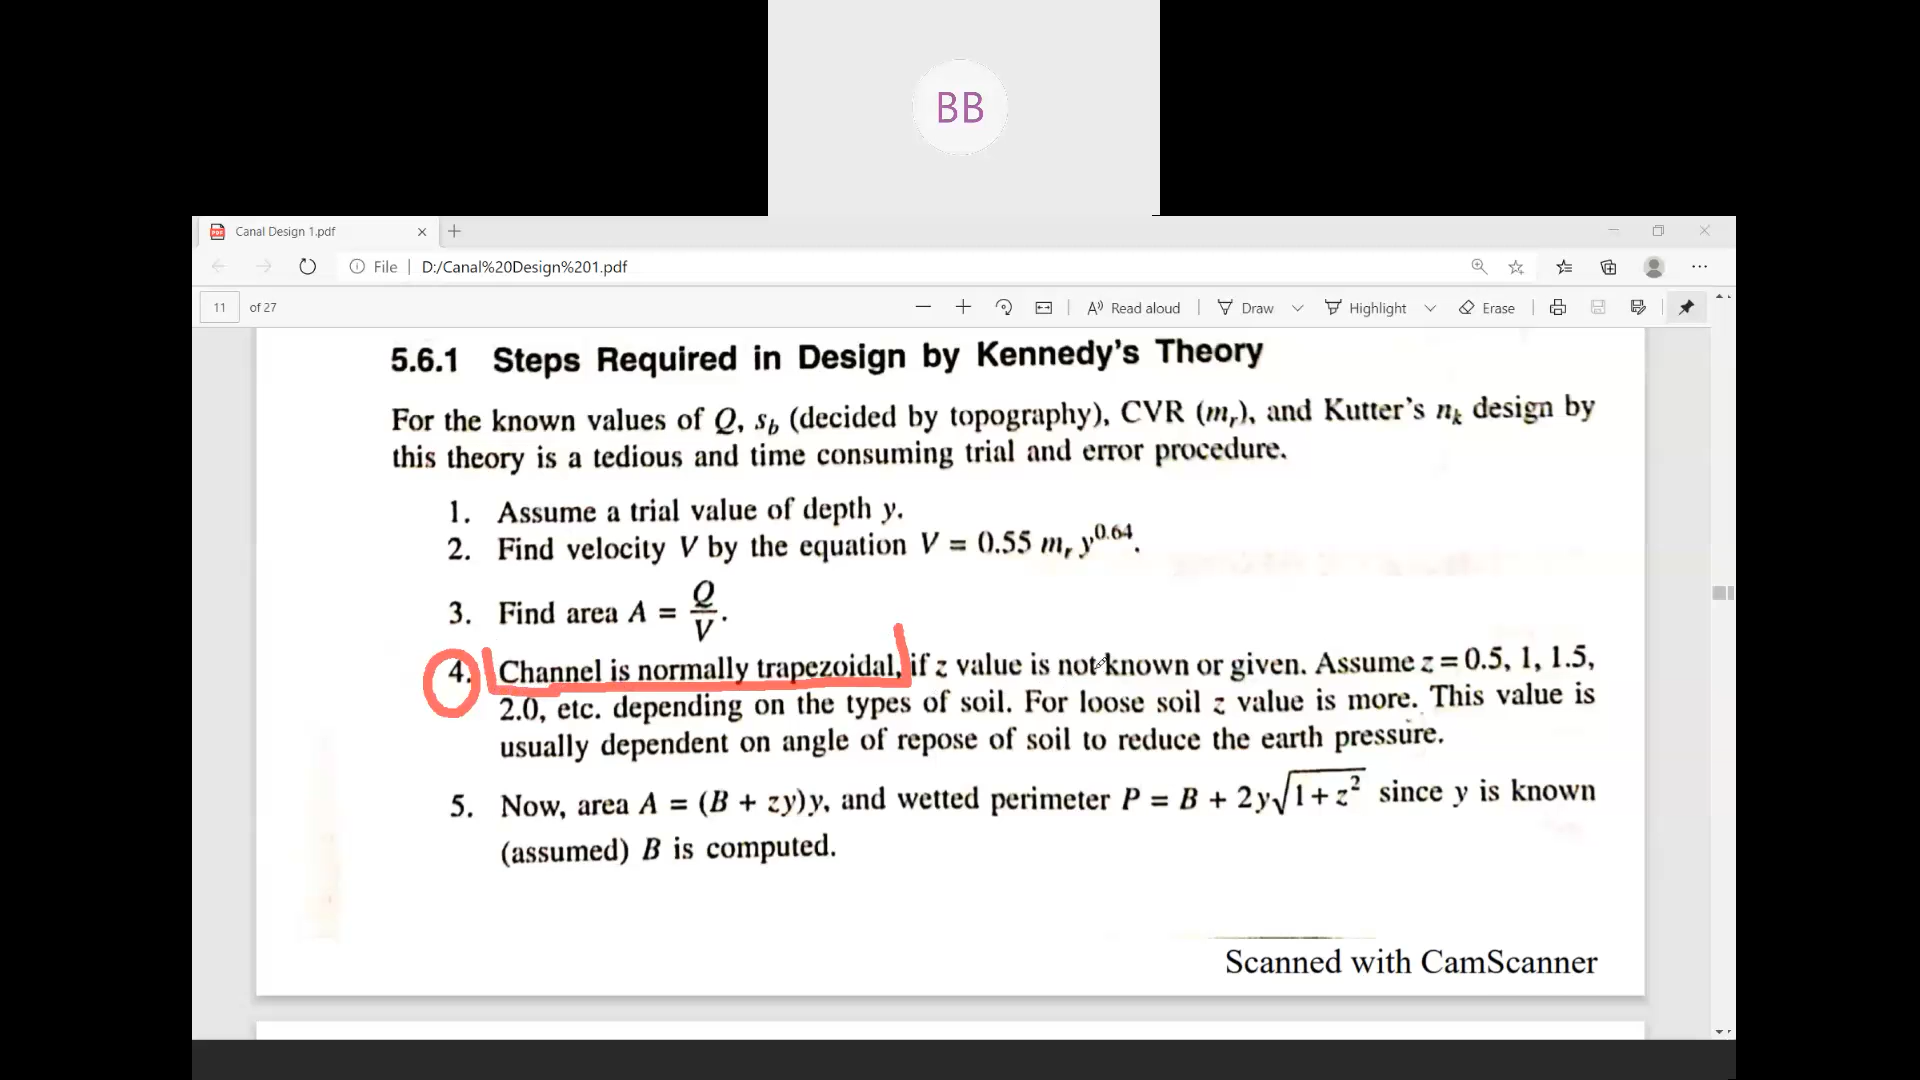 BB
Canal Design 1.pdf
File | D:/Canal%20Design%201.pdf
11 of 27
Read aloud
Draw
Highlight
Erase
5.6.1 Steps Required in Design by Kennedy's Theory
For the known values of Q, s_b (decided by topography), CVR (m_r), and Kutter's n_k design by
this theory is a tedious and time consuming trial and error procedure.
1. Assume a trial value of depth y.
2. Find velocity V by the equation V = 0.55 m_r y^0.64.
3. Find area A = Q/V.
4. Channel is normally trapezoidal, if z value is not known or given. Assume z = 0.5, 1, 1.5,
2.0, etc. depending on the types of soil. For loose soil z value is more. This value is
usually dependent on angle of repose of soil to reduce the earth pressure.
5. Now, area A = (B + zy)y, and wetted perimeter P = B + 2y√(1 + z²) since y is known
(assumed) B is computed.
Scanned with CamScanner